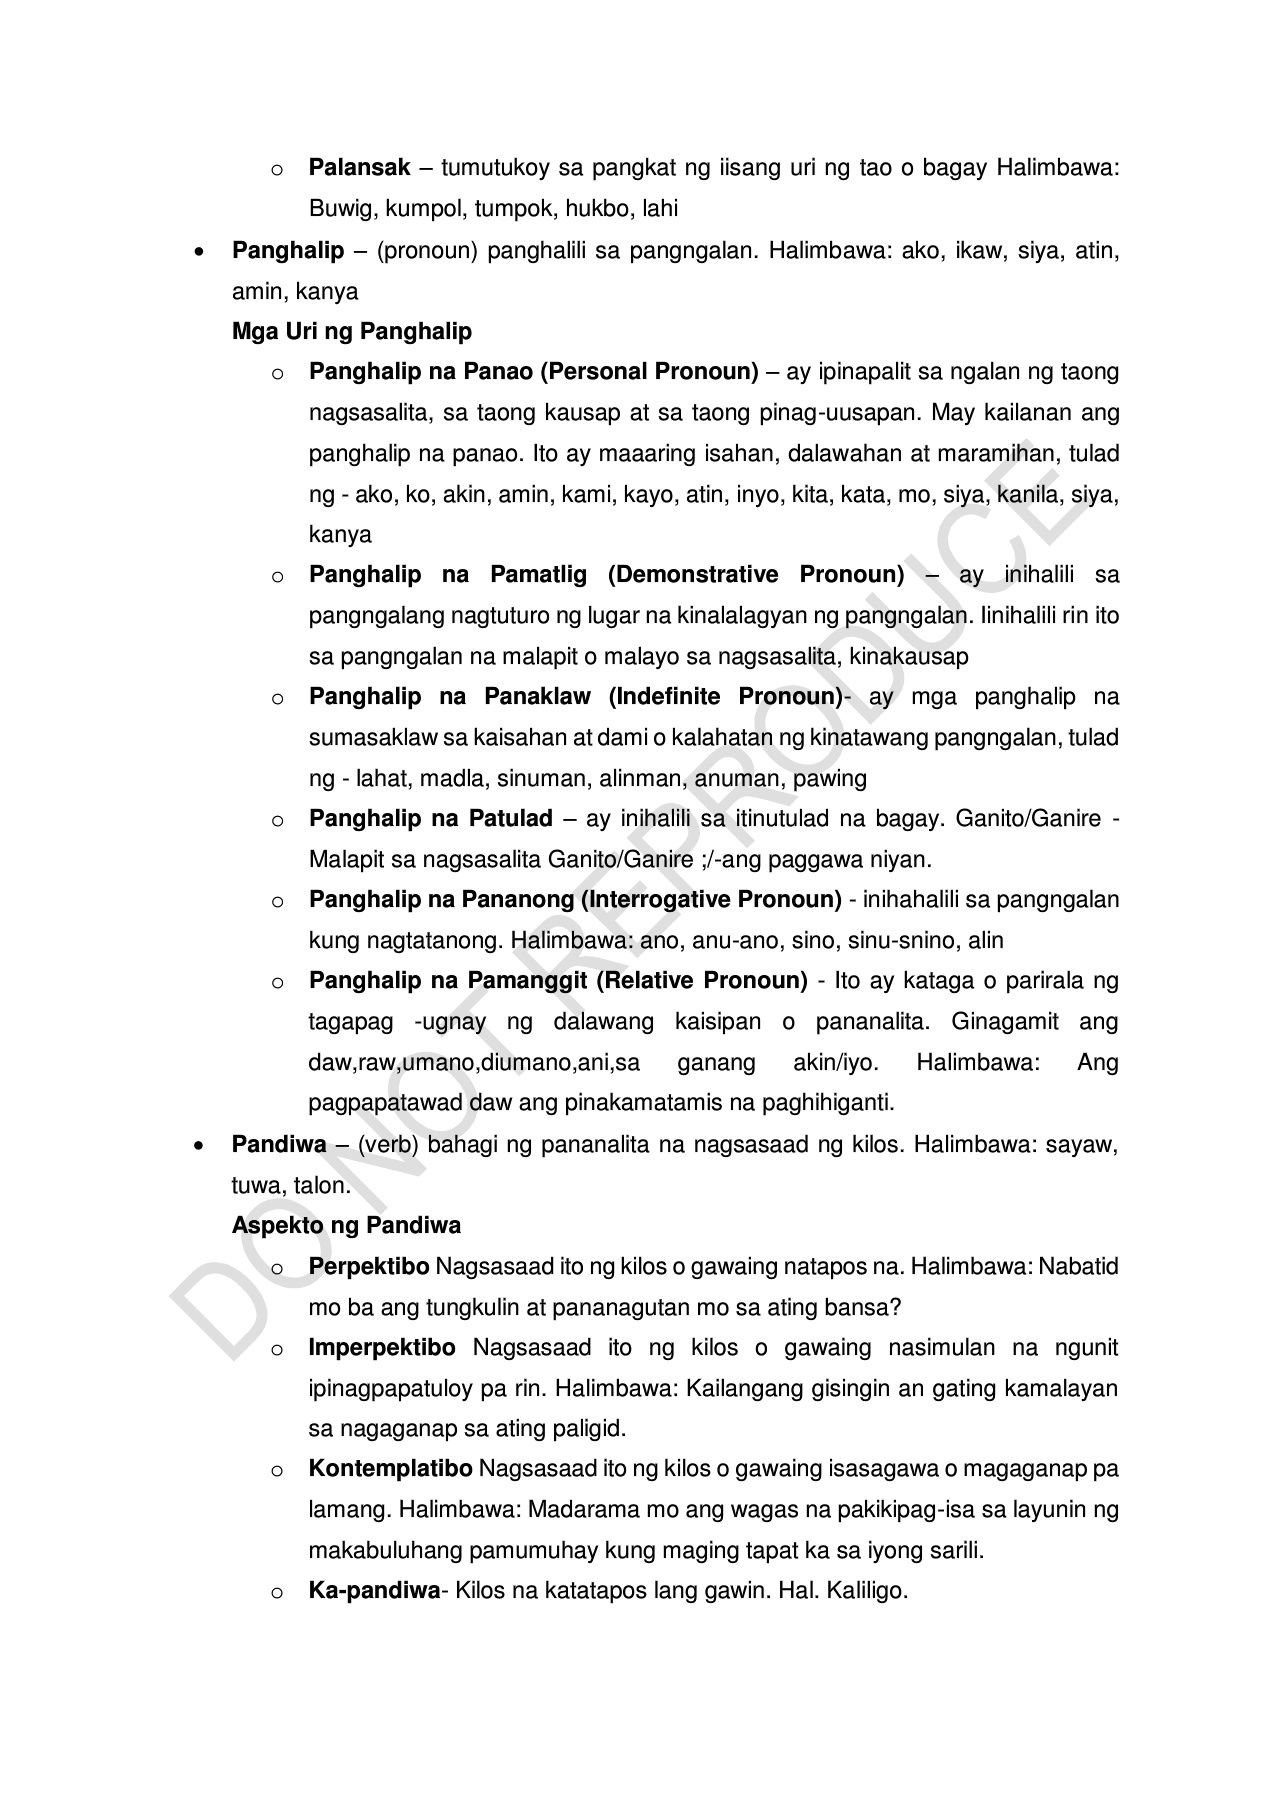 o Palansak – tumutukoy sa pangkat ng iisang uri ng tao o bagay Halimbawa:
Buwig, kumpol, tumpok, hukbo, lahi
• Panghalip – (pronoun) panghalili sa pangngalan. Halimbawa: ako, ikaw, siya, atin,
amin, kanya
Mga Uri ng Panghalip
o Panghalip na Panao (Personal Pronoun) – ay ipinapalit sa ngalan ng taong
nagsasalita, sa taong kausap at sa taong pinag-uusapan. May kailanan ang
panghalip na panao. Ito ay maaaring isahan, dalawahan at maramihan, tulad
ng - ako, ko, akin, amin, kami, kayo, atin, inyo, kita, kata, mo, siya, kanila, siya,
kanya
o Panghalip na Pamatlig (Demonstrative Pronoun) – ay inihalili sa
pangngalang nagtuturo ng lugar na kinalalagyan ng pangngalan. Iinihalili rin ito
sa pangngalan na malapit o malayo sa nagsasalita, kinakausap
o Panghalip na Panaklaw (Indefinite Pronoun)- ay mga panghalip na
sumasaklaw sa kaisahan at dami o kalahatan ng kinatawang pangngalan, tulad
ng - lahat, madla, sinuman, alinman, anuman, pawing
o Panghalip na Patulad – ay inihalili sa itinutulad na bagay. Ganito/Ganire -
Malapit sa nagsasalita Ganito/Ganire ;/-ang paggawa niyan.
o Panghalip na Pananong (Interrogative Pronoun) - inihahalili sa pangngalan
kung nagtatanong. Halimbawa: ano, anu-ano, sino, sinu-snino, alin
o Panghalip na Pamanggit (Relative Pronoun) - Ito ay kataga o parirala ng
tagapag -ugnay ng dalawang kaisipan o pananalita. Ginagamit ang
daw,raw,umano,diumano,ani,sa ganang akin/iyo. Halimbawa: Ang
pagpapatawad daw ang pinakamatamis na paghihiganti.
• Pandiwa – (verb) bahagi ng pananalita na nagsasaad ng kilos. Halimbawa: sayaw,
tuwa, talon.
Aspekto ng Pandiwa
o Perpektibo Nagsasaad ito ng kilos o gawaing natapos na. Halimbawa: Nabatid
mo ba ang tungkulin at pananagutan mo sa ating bansa?
o Imperpektibo Nagsasaad ito ng kilos o gawaing nasimulan na ngunit
ipinagpapatuloy pa rin. Halimbawa: Kailangang gisingin an gating kamalayan
sa nagaganap sa ating paligid.
o Kontemplatibo Nagsasaad ito ng kilos o gawaing isasagawa o magaganap pa
lamang. Halimbawa: Madarama mo ang wagas na pakikipag-isa sa layunin ng
makabuluhang pamumuhay kung maging tapat ka sa iyong sarili.
o Ka-pandiwa- Kilos na katatapos lang gawin. Hal. Kaliligo.
DO NOT REPRODUCE